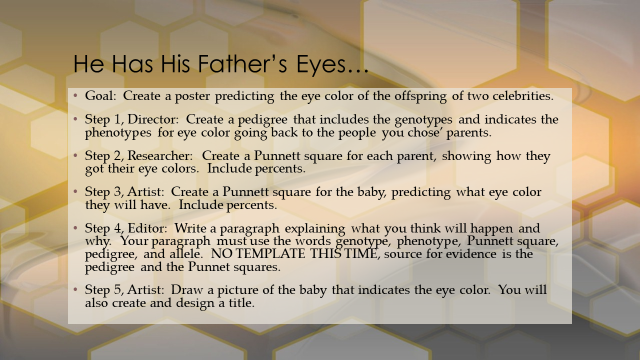 He Has His Father's Eyes…
• Goal: Create a poster predicting the eye color of the offspring of two celebrities.
• Step 1, Director: Create a pedigree that includes the genotypes and indicates the
phenotypes for eye color going back to the people you chose' parents.
• Step 2, Researcher: Create a Punnett square for each parent, showing how they
got their eye colors. Include percents.
• Step 3, Artist: Create a Punnett square for the baby, predicting what eye color
they will have. Include percents.
• Step 4, Editor: Write a paragraph explaining what you think will happen and
why. Your paragraph must use the words genotype, phenotype, Punnett square,
pedigree, and allele. NO TEMPLATE THIS TIME, source for evidence is the
pedigree and the Punnet squares.
• Step 5, Artist: Draw a picture of the baby that indicates the eye color. You will
also create and design a title.